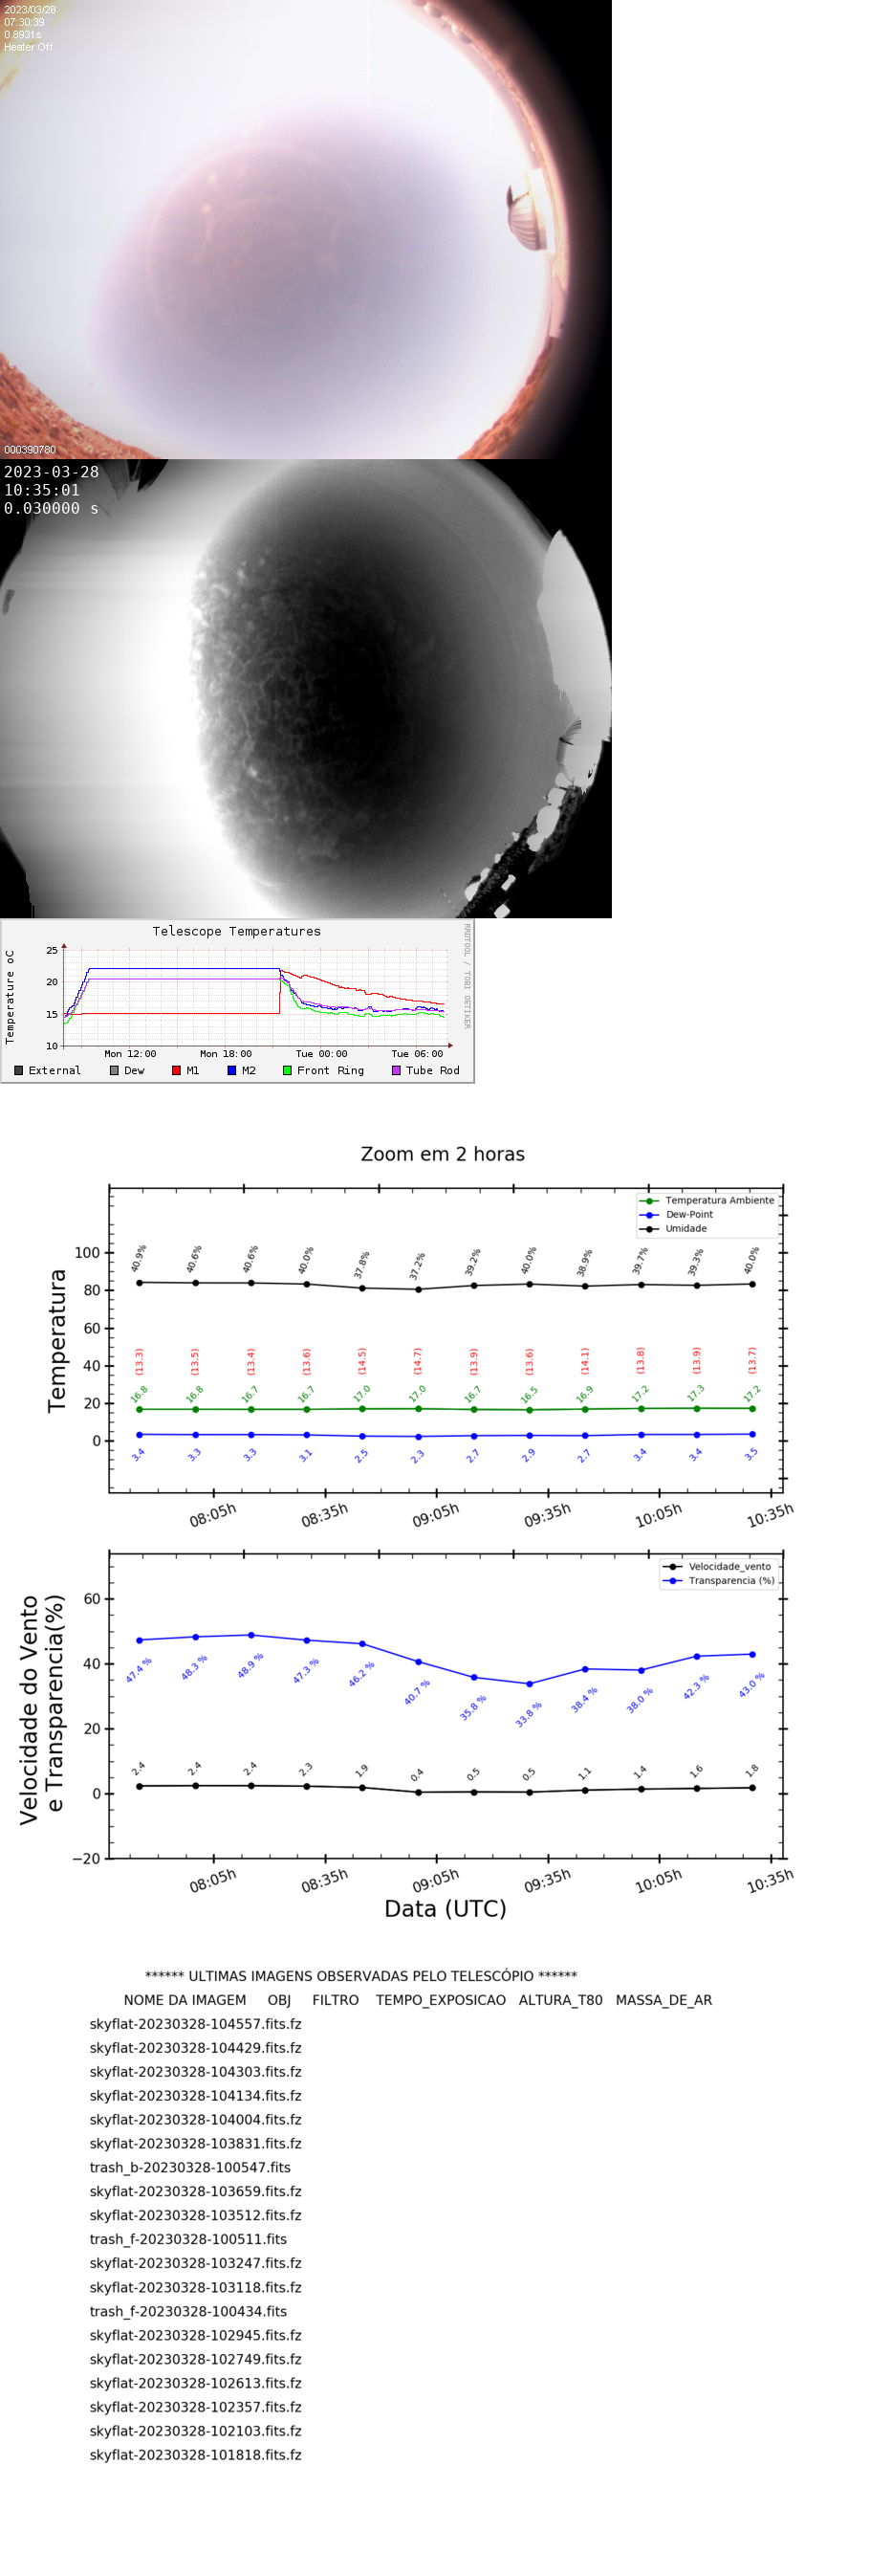 2023/03/28
07:30:39
0.8931s
Heater Off
000390780
2023-03-28
10:35:01
0.030000 s
Telescope Temperatures
RRDTOOL / TOBI OETIKER
Temperature oC
25
20
15
10
Mon 12:00 Mon 18:00 Tue 00:00 Tue 06:00
External Dew M1 M2 Front Ring Tube Rod
Zoom em 2 horas
Temperatura Ambiente
Dew-Point
Umidade
Temperatura
100
80
60
40
20
0
40.9% 40.6% 40.6% 40.0% 37.8% 37.2% 39.2% 40.0% 38.9% 39.7% 39.3% 40.0%
(13.3) (13.5) (13.4) (13.6) (14.5) (14.7) (13.9) (13.6) (14.1) (13.8) (13.9) (13.7)
16.8 16.8 16.7 16.7 17.0 17.0 16.7 16.5 16.9 17.2 17.3 17.2
3.4 3.3 3.3 3.1 2.5 2.3 2.7 2.9 2.7 3.4 3.4 3.5
08:05h 08:35h 09:05h 09:35h 10:05h 10:35h
Velocidade_vento
Transparencia (%)
Velocidade do Vento
e Transparencia(%)
60
40
20
0
−20
47.4 % 48.3 % 48.9 % 47.3 % 46.2 % 40.7 % 35.8 % 33.8 % 38.4 % 38.0 % 42.3 % 43.0 %
2.4 2.4 2.4 2.3 1.9 0.4 0.5 0.5 1.1 1.4 1.6 1.8
08:05h 08:35h 09:05h 09:35h 10:05h 10:35h
Data (UTC)
****** ULTIMAS IMAGENS OBSERVADAS PELO TELESCÓPIO ******
NOME DA IMAGEM OBJ FILTRO TEMPO_EXPOSICAO ALTURA_T80 MASSA_DE_AR
skyflat-20230328-104557.fits.fz
skyflat-20230328-104429.fits.fz
skyflat-20230328-104303.fits.fz
skyflat-20230328-104134.fits.fz
skyflat-20230328-104004.fits.fz
skyflat-20230328-103831.fits.fz
trash_b-20230328-100547.fits
skyflat-20230328-103659.fits.fz
skyflat-20230328-103512.fits.fz
trash_f-20230328-100511.fits
skyflat-20230328-103247.fits.fz
skyflat-20230328-103118.fits.fz
trash_f-20230328-100434.fits
skyflat-20230328-102945.fits.fz
skyflat-20230328-102749.fits.fz
skyflat-20230328-102613.fits.fz
skyflat-20230328-102357.fits.fz
skyflat-20230328-102103.fits.fz
skyflat-20230328-101818.fits.fz